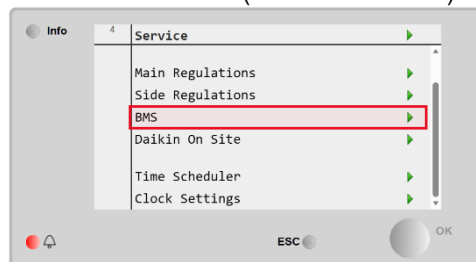 Info
4 Service
Main Regulations
Side Regulations
BMS
Daikin On Site
Time Scheduler
Clock Settings
ESC
OK